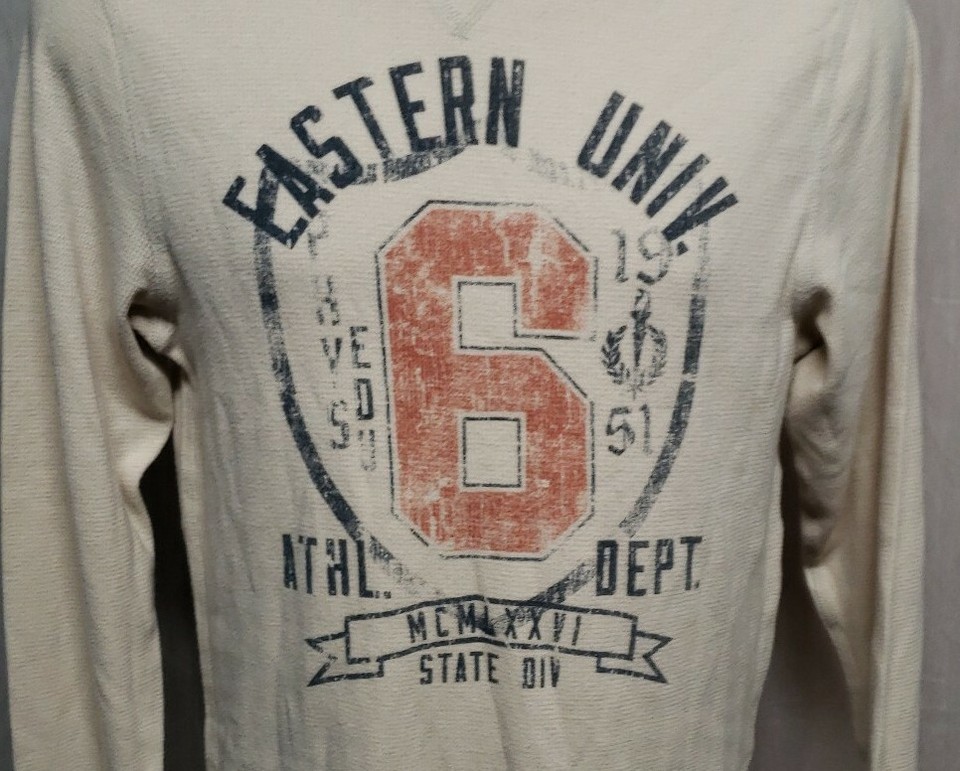 EASTERN UNIV.
6
19
51
ATHL. DEPT.
MCMLXXVI
STATE DIV